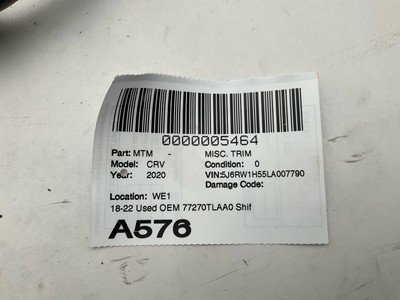 0000005464
Part: MTM - MISC. TRIM
Model: CRV Condition: 0
Year: 2020 VIN:5J6RW1H55LA007790
Damage Code:
Location: WE1
18-22 Used OEM 77270TLAA0 Shif
A576